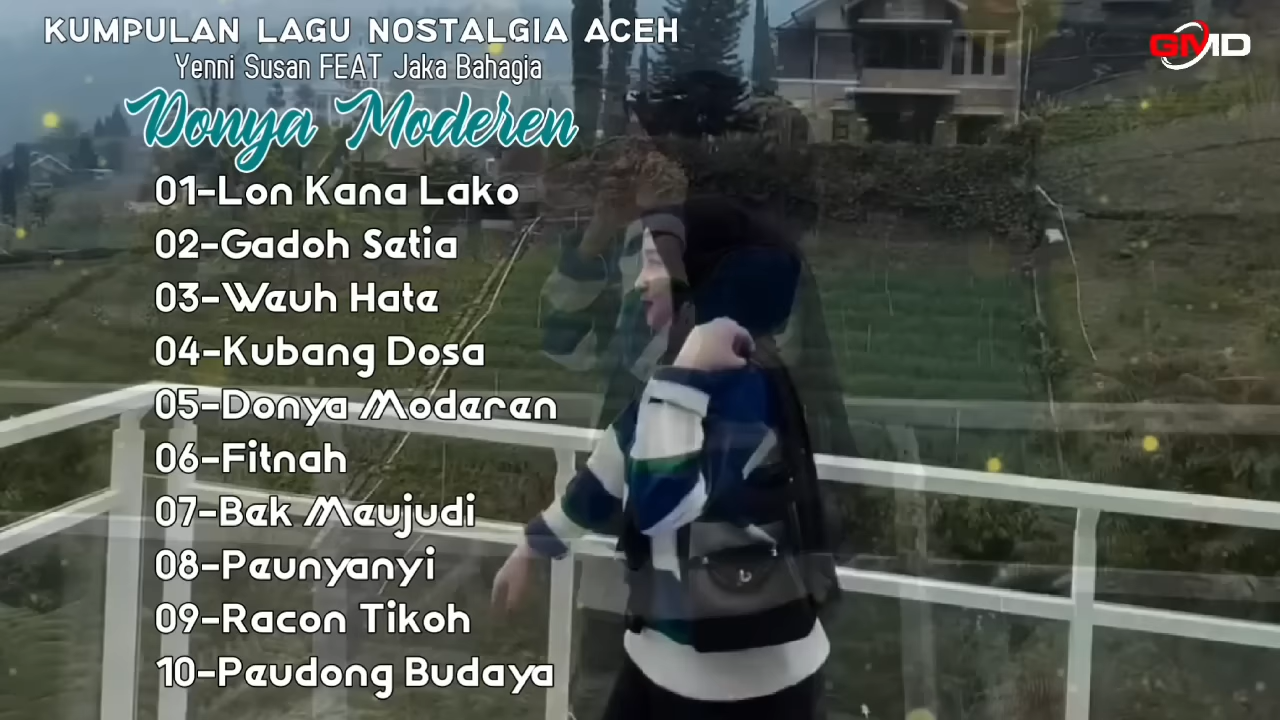 KUMPULAN LAGU NOSTALGIA ACEH
GMD
Yenni Susan FEAT Jaka Bahagia
Donya Moderen
01-Lon Kana Lako
02-Gadoh Setia
03-Weuh Hate
04-Kubang Dosa
05-Donya Moderen
06-Fitnah
07-Bek Meujudi
08-Peunyanyi
09-Racon Tikoh
10-Peudong Budaya